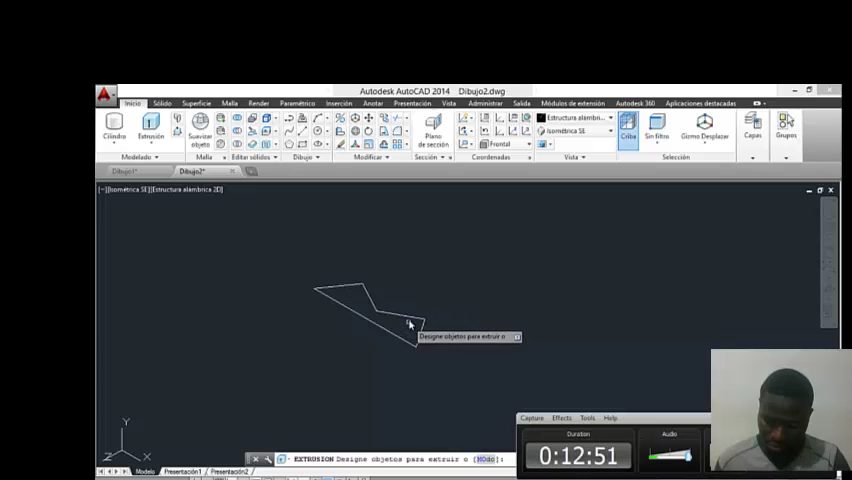 Autodesk AutoCAD 2014 Dibujo2.dwg
Inicio Sólido Superficie Malla Render Paramétrico Inserción Anotar Presentación Vista Administrar Salida Módulos de extensión Autodesk 360 Aplicaciones destacadas
Cilindro Extrusión Suavizar objeto Plano de sección Estructura alámbri... Isométrica SE Frontal Criba Sin filtro Gizmo Desplazar Capas Grupos
Modelado Malla Editar sólidos Dibujo Modificar Sección Coordenadas Vista Selección
Dibujo1* Dibujo2*
[−][Isométrica SE][Estructura alámbrica 2D]
Designe objetos para extruir o
Y
Z X
Capture Effects Tools Help
Duration Audio
0:12:51
EXTRUSION Designe objetos para extruir o [MOdo]:
Modelo Presentación1 Presentación2